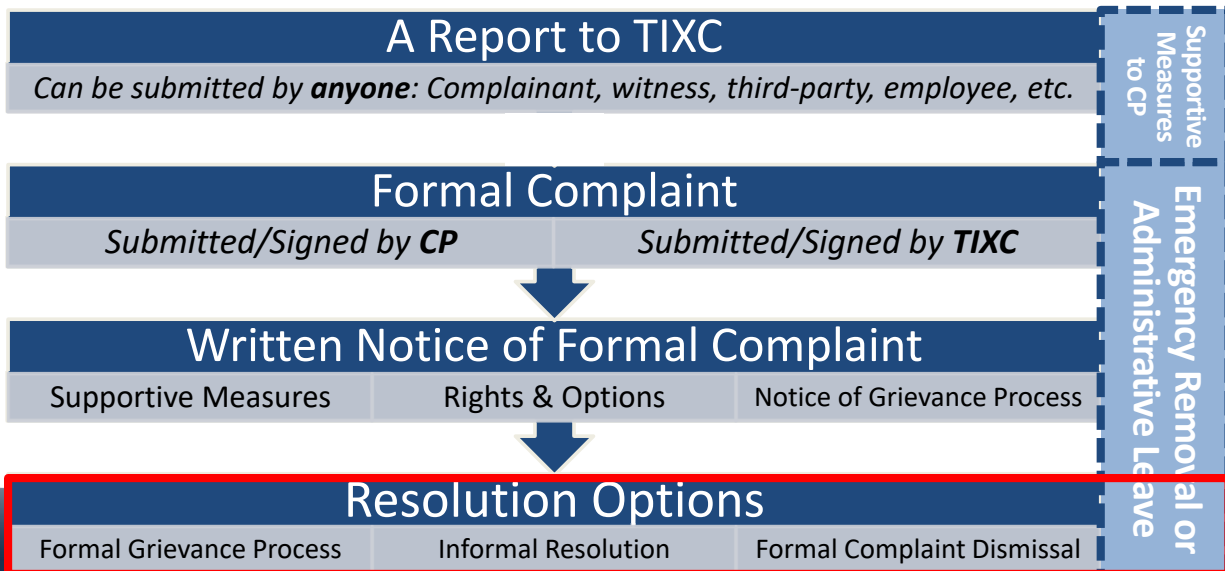 A Report to TIXC
Can be submitted by anyone: Complainant, witness, third-party, employee, etc.
Supportive
Measures
to CP
Formal Complaint
Submitted/Signed by CP
Submitted/Signed by TIXC
Written Notice of Formal Complaint
Supportive Measures
Rights & Options
Notice of Grievance Process
Emergency Removal or
Administrative Leave
Resolution Options
Formal Grievance Process
Informal Resolution
Formal Complaint Dismissal